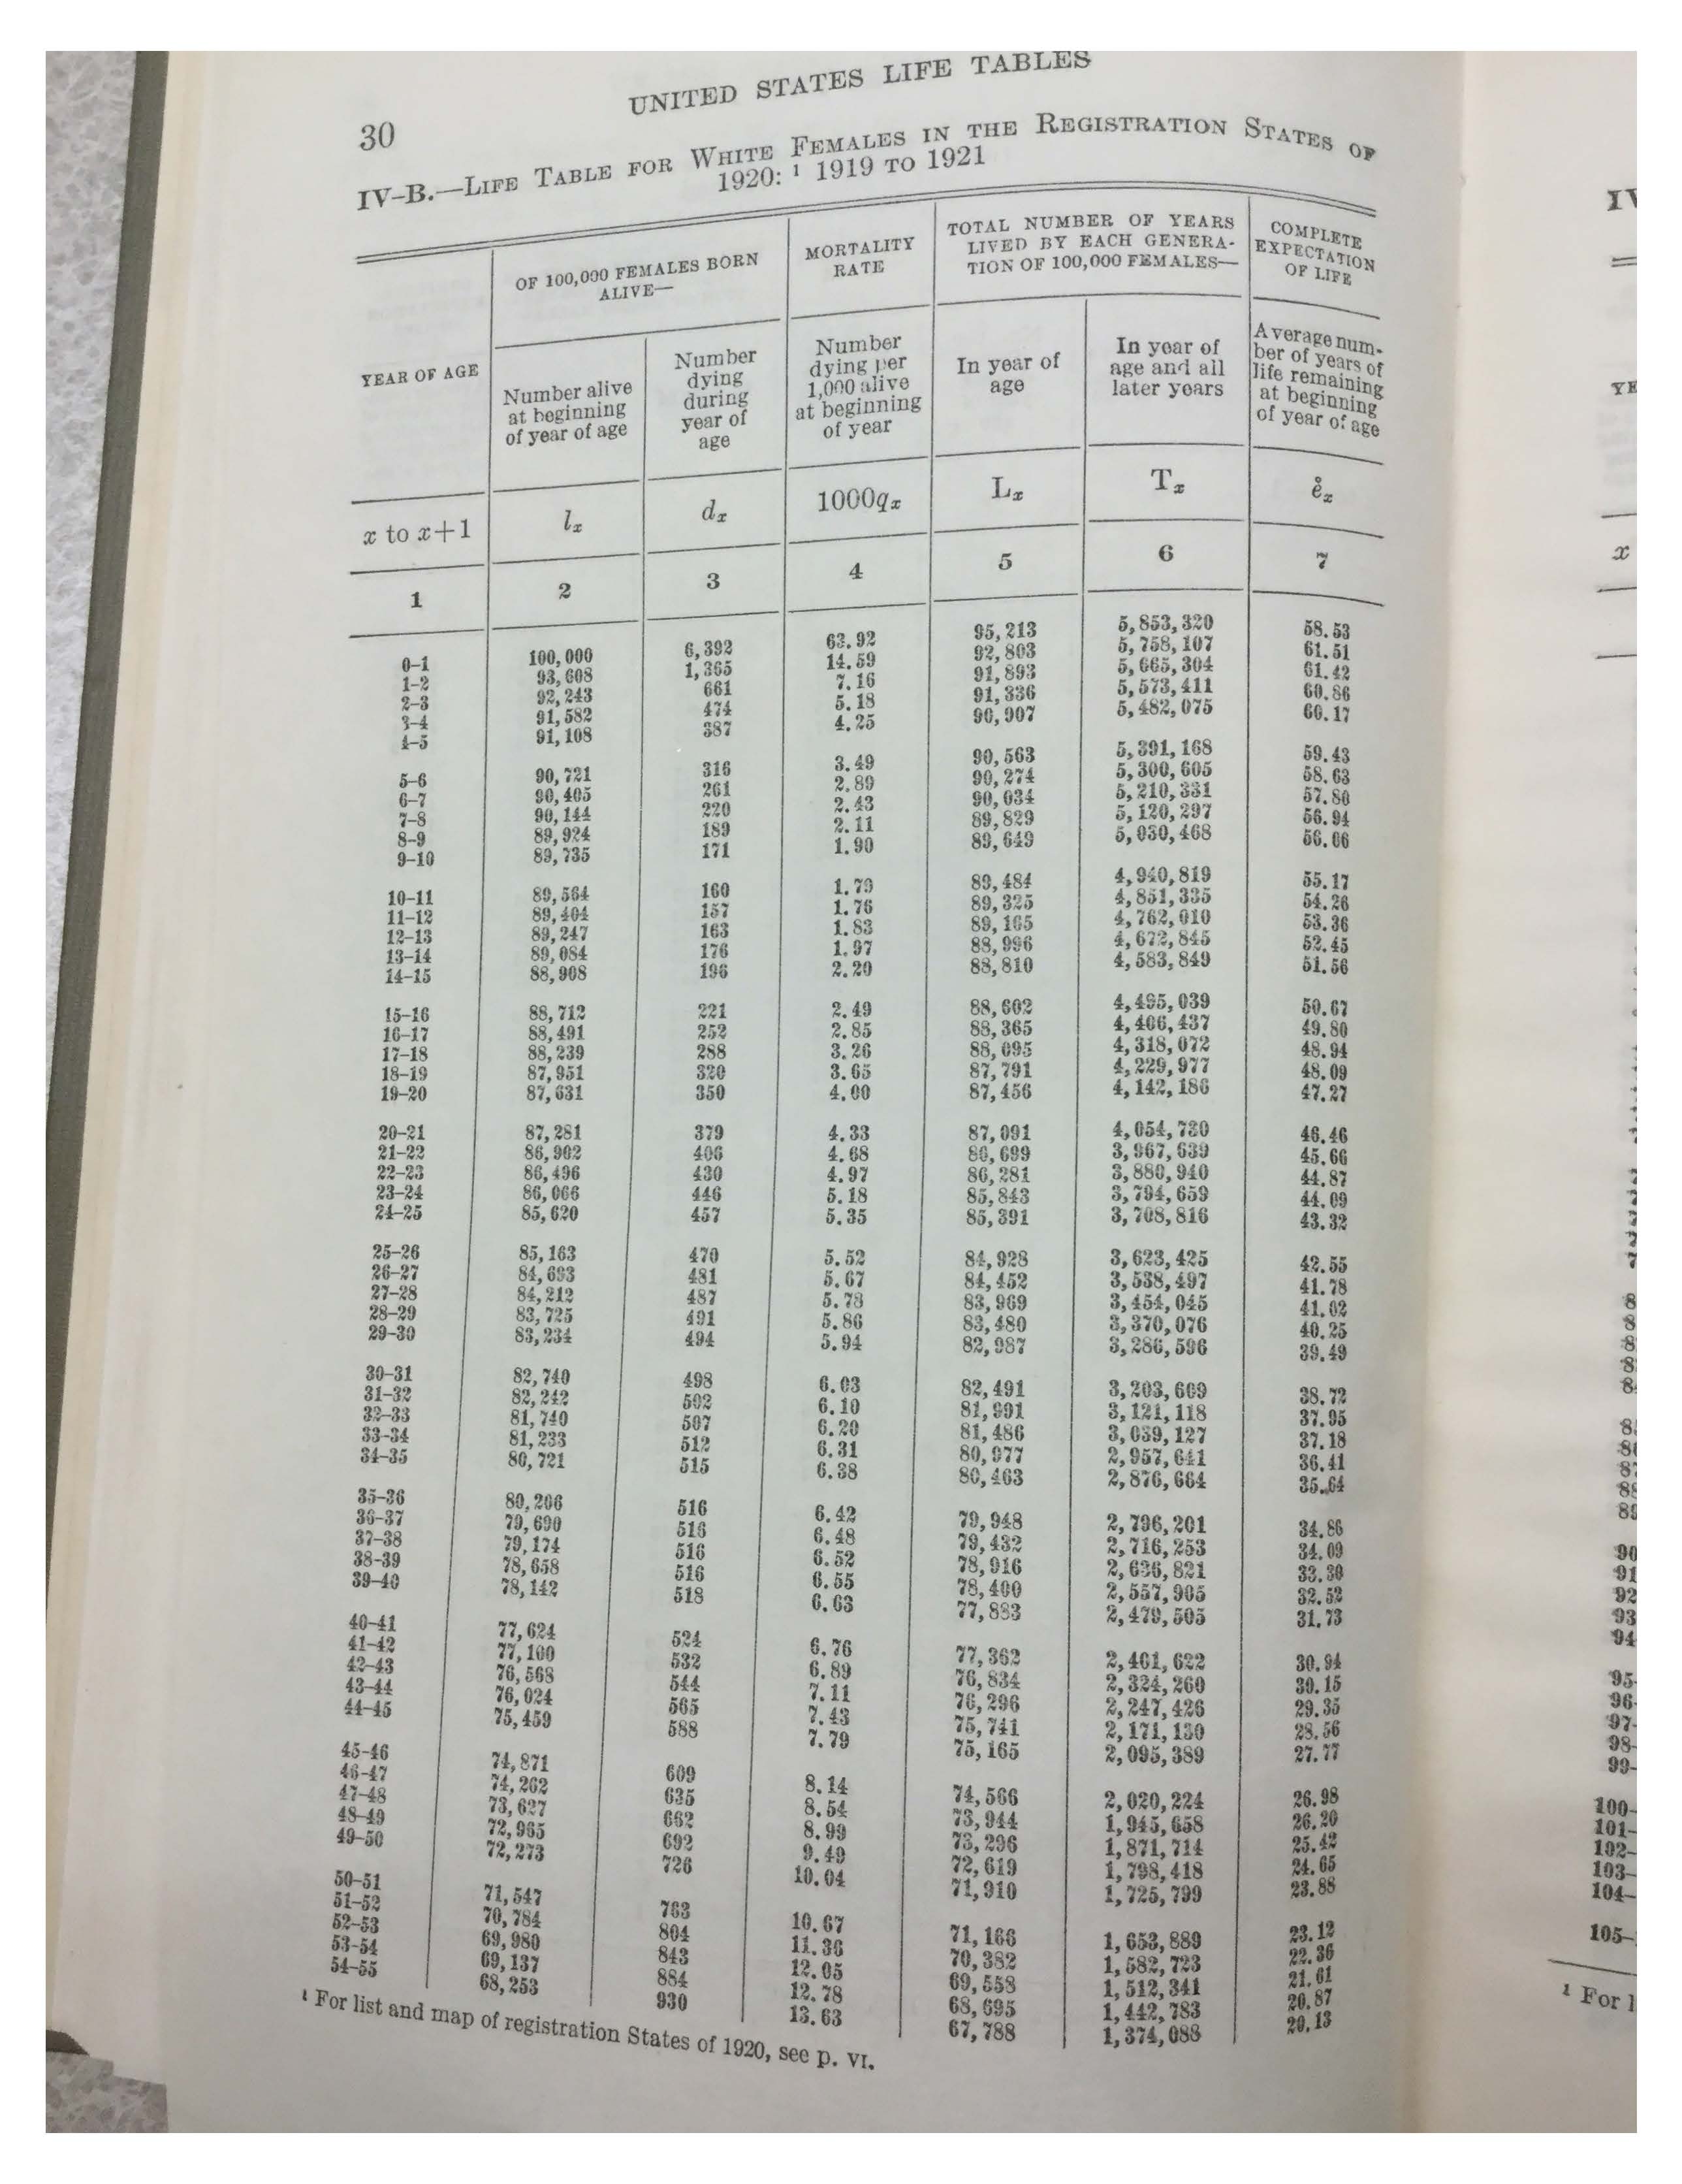 UNITED STATES LIFE TABLES
30
IV-B.—LIFE TABLE FOR WHITE FEMALES IN THE REGISTRATION STATES OF
1920: ¹ 1919 TO 1921
YEAR OF AGE
OF 100,000 FEMALES BORN
ALIVE—
MORTALITY
RATE
TOTAL NUMBER OF YEARS
LIVED BY EACH GENERA-
TION OF 100,000 FEMALES—
COMPLETE
EXPECTATION
OF LIFE
Number alive
at beginning
of year of age
Number
dying
during
year of
age
Number
dying per
1,000 alive
at beginning
of year
In year of
age
In year of
age and all
later years
Average num-
ber of years of
life remaining
at beginning
of year of age
x to x+1 lₓ dₓ 1000qₓ Lₓ Tₓ e̊ₓ
1 2 3 4 5 6 7
0-1 100,000 6,392 63.92 95,213 5,853,320 58.53
1-2 93,608 1,365 14.59 92,803 5,758,107 61.51
2-3 92,243 661 7.16 91,893 5,665,304 61.42
3-4 91,582 474 5.18 91,336 5,573,411 60.86
4-5 91,108 387 4.25 90,907 5,482,075 60.17
5-6 90,721 316 3.49 90,563 5,391,168 59.43
6-7 90,405 261 2.89 90,274 5,300,605 58.63
7-8 90,144 220 2.43 90,034 5,210,331 57.80
8-9 89,924 189 2.11 89,829 5,120,297 56.94
9-10 89,735 171 1.90 89,649 5,030,468 56.06
10-11 89,564 160 1.79 89,484 4,940,819 55.17
11-12 89,404 157 1.76 89,325 4,851,335 54.26
12-13 89,247 163 1.83 89,165 4,762,010 53.36
13-14 89,084 176 1.97 88,996 4,672,845 52.45
14-15 88,908 196 2.20 88,810 4,583,849 51.56
15-16 88,712 221 2.49 88,602 4,495,039 50.67
16-17 88,491 252 2.85 88,365 4,406,437 49.80
17-18 88,239 288 3.26 88,095 4,318,072 48.94
18-19 87,951 320 3.65 87,791 4,229,977 48.09
19-20 87,631 350 4.00 87,456 4,142,186 47.27
20-21 87,281 379 4.33 87,091 4,054,730 46.46
21-22 86,902 406 4.68 86,699 3,967,639 45.66
22-23 86,496 430 4.97 86,281 3,880,940 44.87
23-24 86,066 446 5.18 85,843 3,794,659 44.09
24-25 85,620 457 5.35 85,391 3,708,816 43.32
25-26 85,163 470 5.52 84,928 3,623,425 42.55
26-27 84,693 481 5.67 84,452 3,538,497 41.78
27-28 84,212 487 5.78 83,969 3,454,045 41.02
28-29 83,725 491 5.86 83,480 3,370,076 40.25
29-30 83,234 494 5.94 82,987 3,286,596 39.49
30-31 82,740 498 6.03 82,491 3,203,609 38.72
31-32 82,242 502 6.10 81,991 3,121,118 37.95
32-33 81,740 507 6.20 81,486 3,039,127 37.18
33-34 81,233 512 6.31 80,977 2,957,641 36.41
34-35 80,721 515 6.38 80,463 2,876,664 35.64
35-36 80,206 516 6.42 79,948 2,796,201 34.86
36-37 79,690 516 6.48 79,432 2,716,253 34.09
37-38 79,174 516 6.52 78,916 2,636,821 33.30
38-39 78,658 516 6.55 78,400 2,557,905 32.52
39-40 78,142 518 6.63 77,883 2,479,505 31.73
40-41 77,624 524 6.76 77,362 2,401,622 30.94
41-42 77,100 532 6.89 76,834 2,324,260 30.15
42-43 76,568 544 7.11 76,296 2,247,426 29.35
43-44 76,024 565 7.43 75,741 2,171,130 28.56
44-45 75,459 588 7.79 75,165 2,095,389 27.77
45-46 74,871 609 8.14 74,566 2,020,224 26.98
46-47 74,262 635 8.54 73,944 1,945,658 26.20
47-48 73,627 662 8.99 73,296 1,871,714 25.42
48-49 72,965 692 9.49 72,619 1,798,418 24.65
49-50 72,273 726 10.04 71,910 1,725,799 23.88
50-51 71,547 763 10.67 71,166 1,653,889 23.12
51-52 70,784 804 11.36 70,382 1,582,723 22.36
52-53 69,980 843 12.05 69,558 1,512,341 21.61
53-54 69,137 884 12.78 68,695 1,442,783 20.87
54-55 68,253 930 13.63 67,788 1,374,088 20.13
¹ For list and map of registration States of 1920, see p. VI.
IV
YE
x
90
91
92
93
94
95-
96-
97-
98-
99-
100-
101-
102-
103-
104-
105-
¹ For l